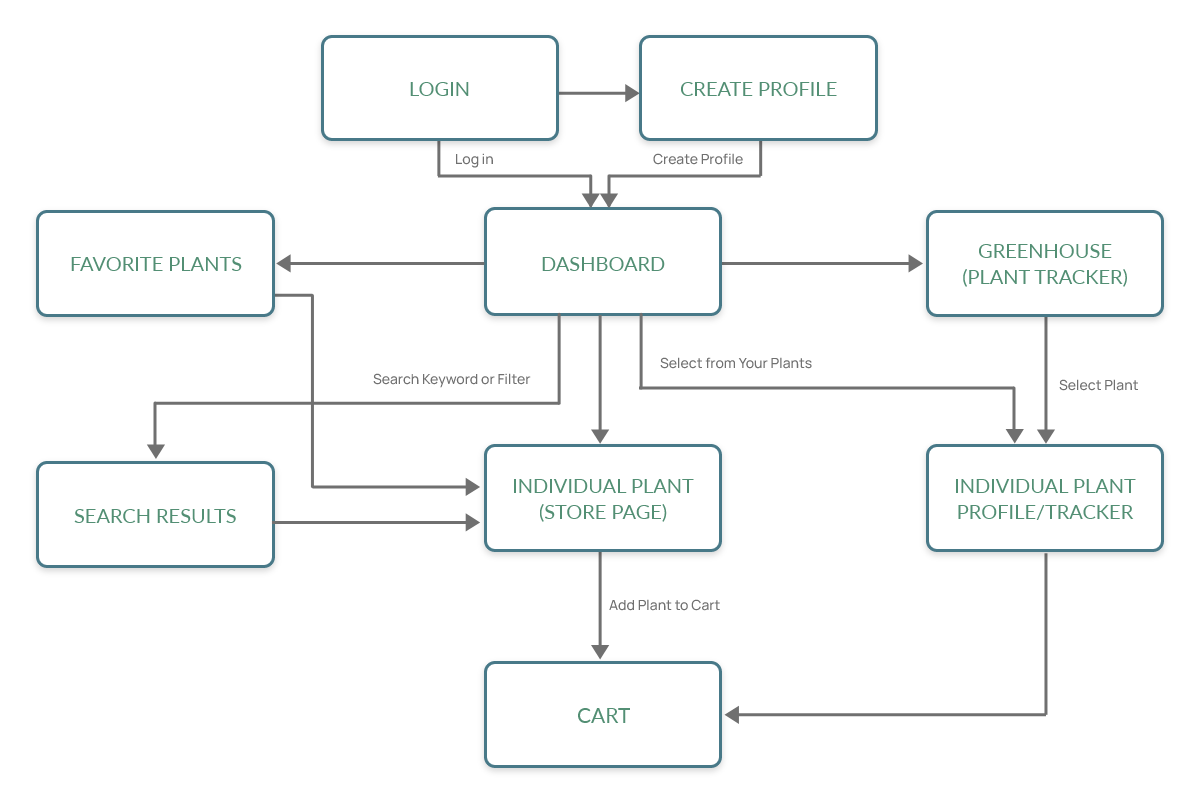 LOGIN
CREATE PROFILE
Log in
Create Profile
FAVORITE PLANTS
DASHBOARD
GREENHOUSE
(PLANT TRACKER)
Search Keyword or Filter
Select from Your Plants
Select Plant
SEARCH RESULTS
INDIVIDUAL PLANT
(STORE PAGE)
INDIVIDUAL PLANT
PROFILE/TRACKER
Add Plant to Cart
CART